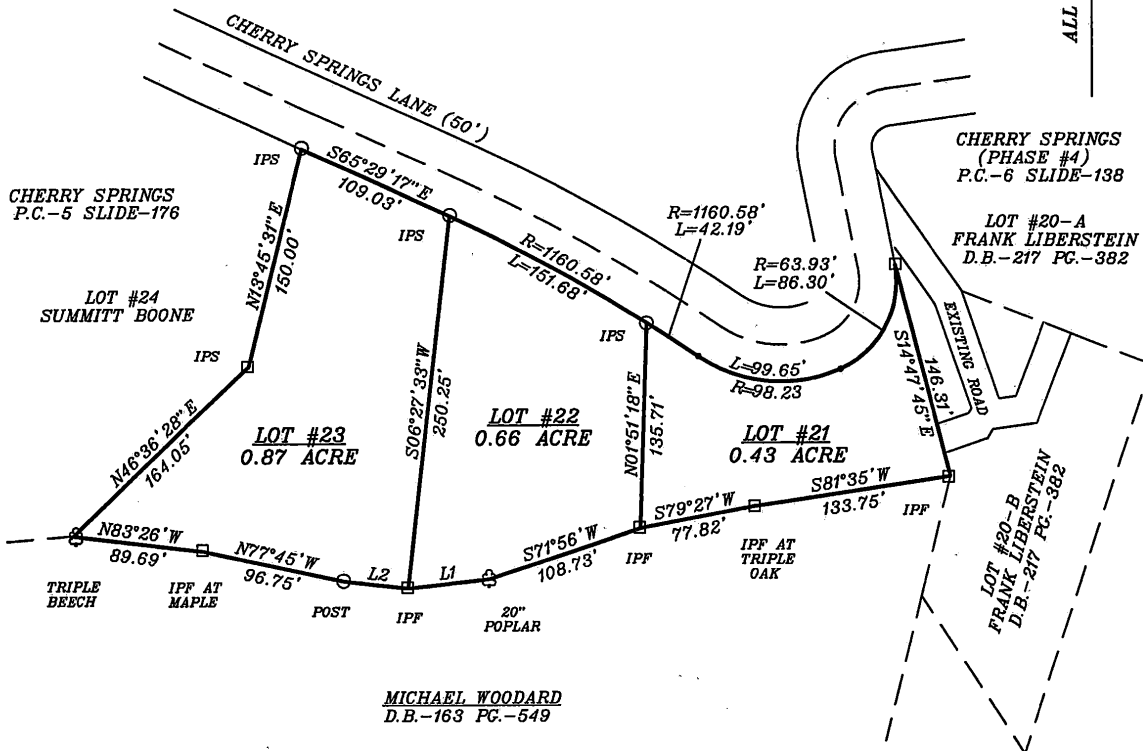 ALL
CHERRY SPRINGS LANE (50')
CHERRY SPRINGS
(PHASE #4)
P.C.-6 SLIDE-138
LOT #20-A
FRANK LIBERSTEIN
D.B.-217 PG.-382
CHERRY SPRINGS
P.C.-5 SLIDE-176
LOT #24
SUMMITT BOONE
IPS
S65°29'17"E
109.03'
IPS
N13°45'31"E
150.00'
IPS
R=1160.58'
L=151.68'
R=1160.58'
L=42.19'
R=63.93'
L=86.30'
IPS
L=99.65'
R=98.23
EXISTING ROAD
S14°47'45"E
146.31'
N46°36'28"E
164.05'
LOT #23
0.87 ACRE
S06°27'33"W
250.25'
LOT #22
0.66 ACRE
N01°51'18"E
135.71'
LOT #21
0.43 ACRE
N83°26'W
89.69'
N77°45'W
96.75'
L2
L1
S71°56'W
108.73'
S79°27'W
77.82'
S81°35'W
133.75'
TRIPLE
BEECH
IPF AT
MAPLE
POST
IPF
20"
POPLAR
IPF
IPF AT
TRIPLE
OAK
IPF
LOT #20-B
FRANK LIBERSTEIN
D.B.-217 PG.-382
MICHAEL WOODARD
D.B.-163 PG.-549